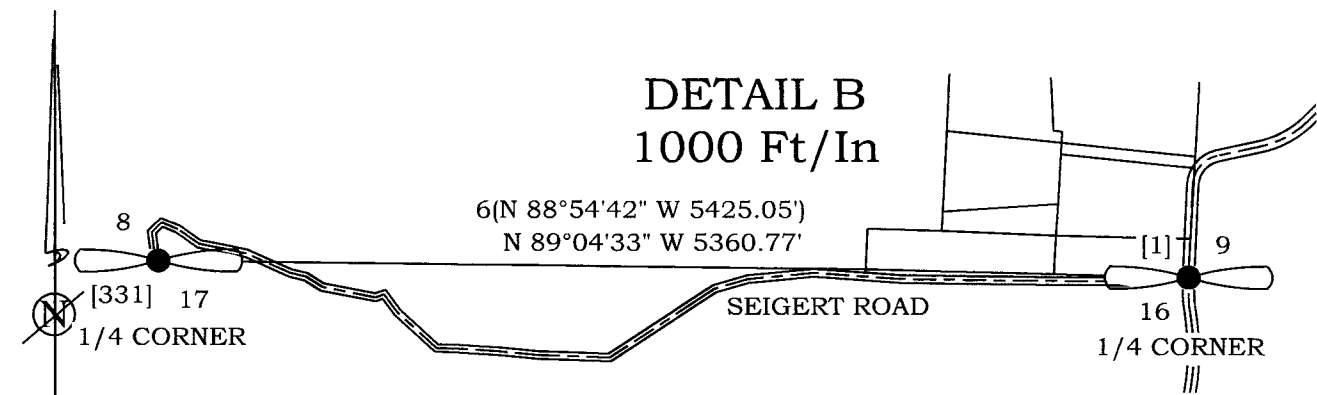 DETAIL B
1000 Ft/In
6(N 88°54'42" W 5425.05')
N 89°04'33" W 5360.77'
8
[1] 9
[331] 17
N
1/4 CORNER
SEIGERT ROAD
16
1/4 CORNER